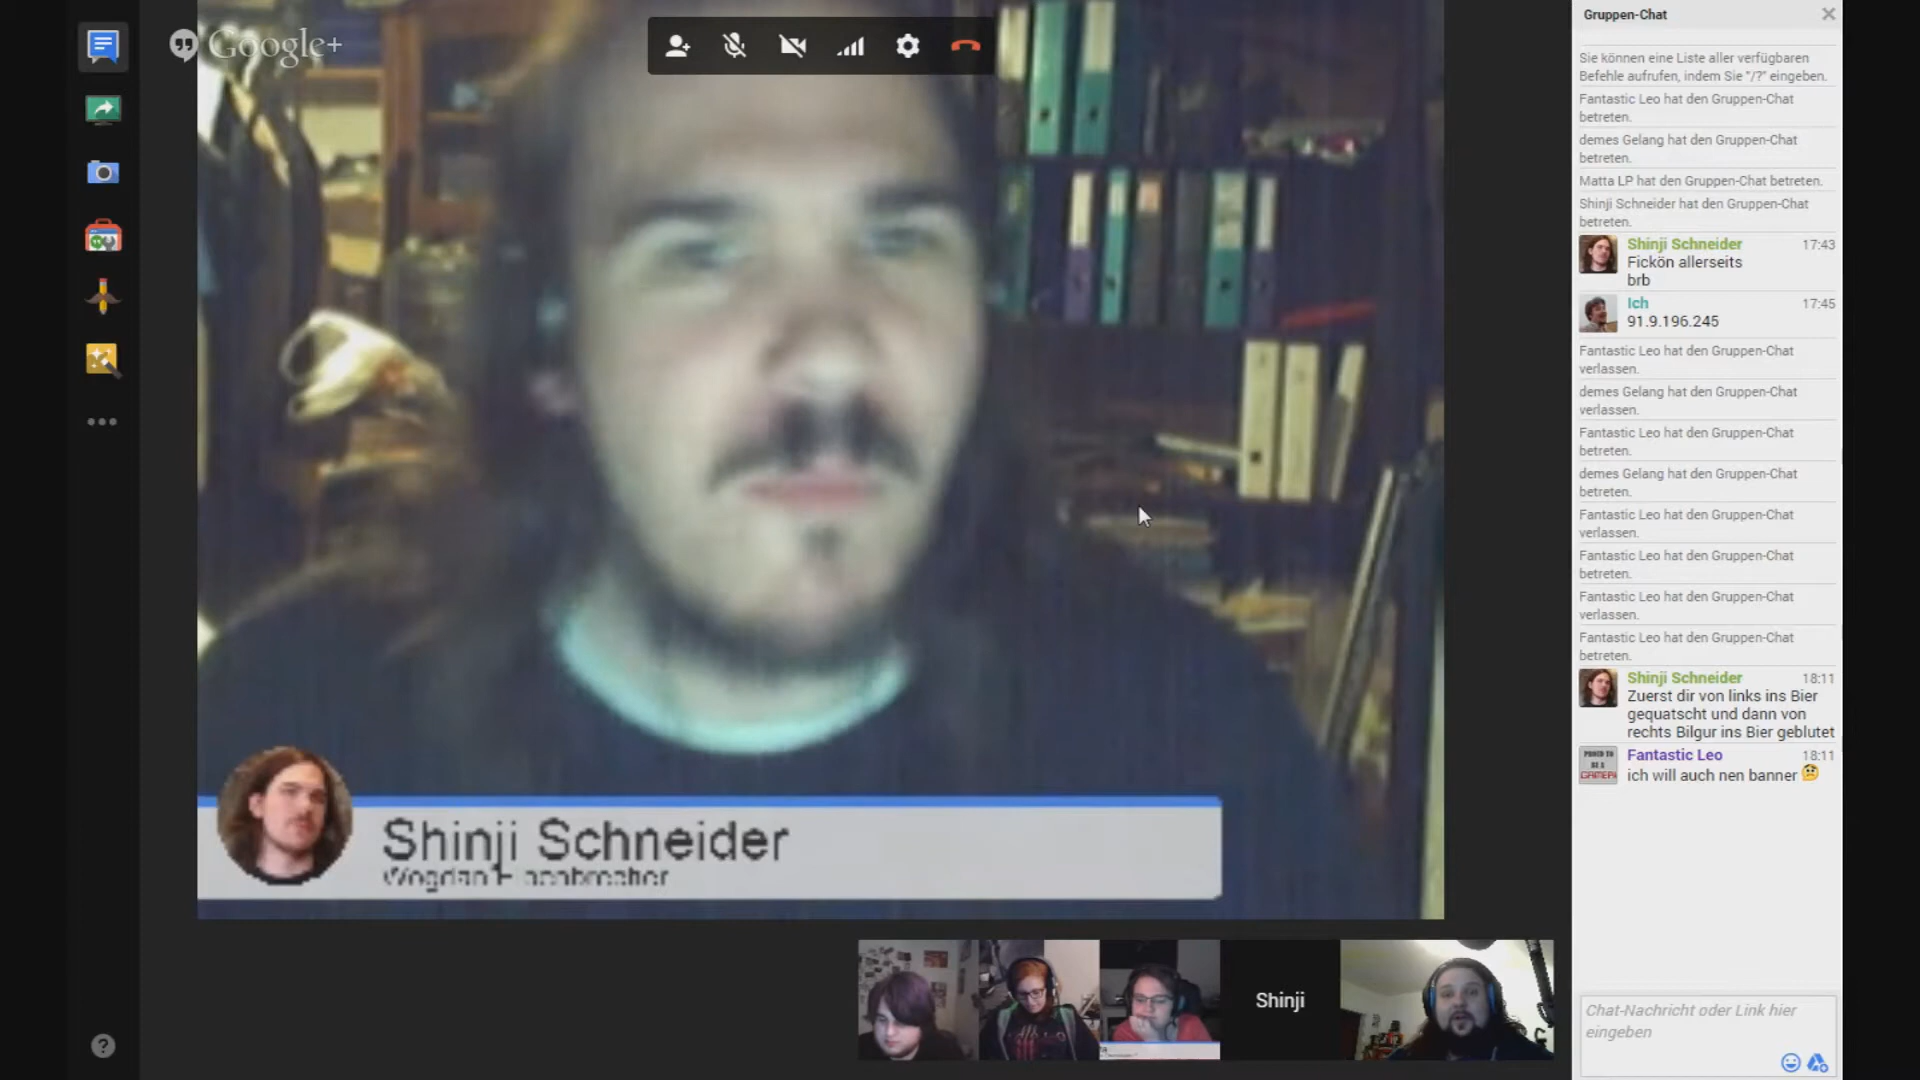 Google+
Shinji Schneider
Shinji
Gruppen-Chat
Sie können eine Liste aller verfügbaren
Befehle aufrufen, indem Sie "/?" eingeben.
Fantastic Leo hat den Gruppen-Chat
betreten.
demes Gelang hat den Gruppen-Chat
betreten.
Matta LP hat den Gruppen-Chat betreten.
Shinji Schneider hat den Gruppen-Chat
betreten.
Shinji Schneider 17:43
Fickön allerseits
brb
Ich 17:45
91.9.196.245
Fantastic Leo hat den Gruppen-Chat
verlassen.
demes Gelang hat den Gruppen-Chat
verlassen.
Fantastic Leo hat den Gruppen-Chat
betreten.
demes Gelang hat den Gruppen-Chat
betreten.
Fantastic Leo hat den Gruppen-Chat
verlassen.
Fantastic Leo hat den Gruppen-Chat
betreten.
Fantastic Leo hat den Gruppen-Chat
verlassen.
Fantastic Leo hat den Gruppen-Chat
betreten.
Shinji Schneider 18:11
Zuerst dir von links ins Bier
gequatscht und dann von
rechts Bilgur ins Bier geblutet
Fantastic Leo 18:11
ich will auch nen banner
Chat-Nachricht oder Link hier
eingeben